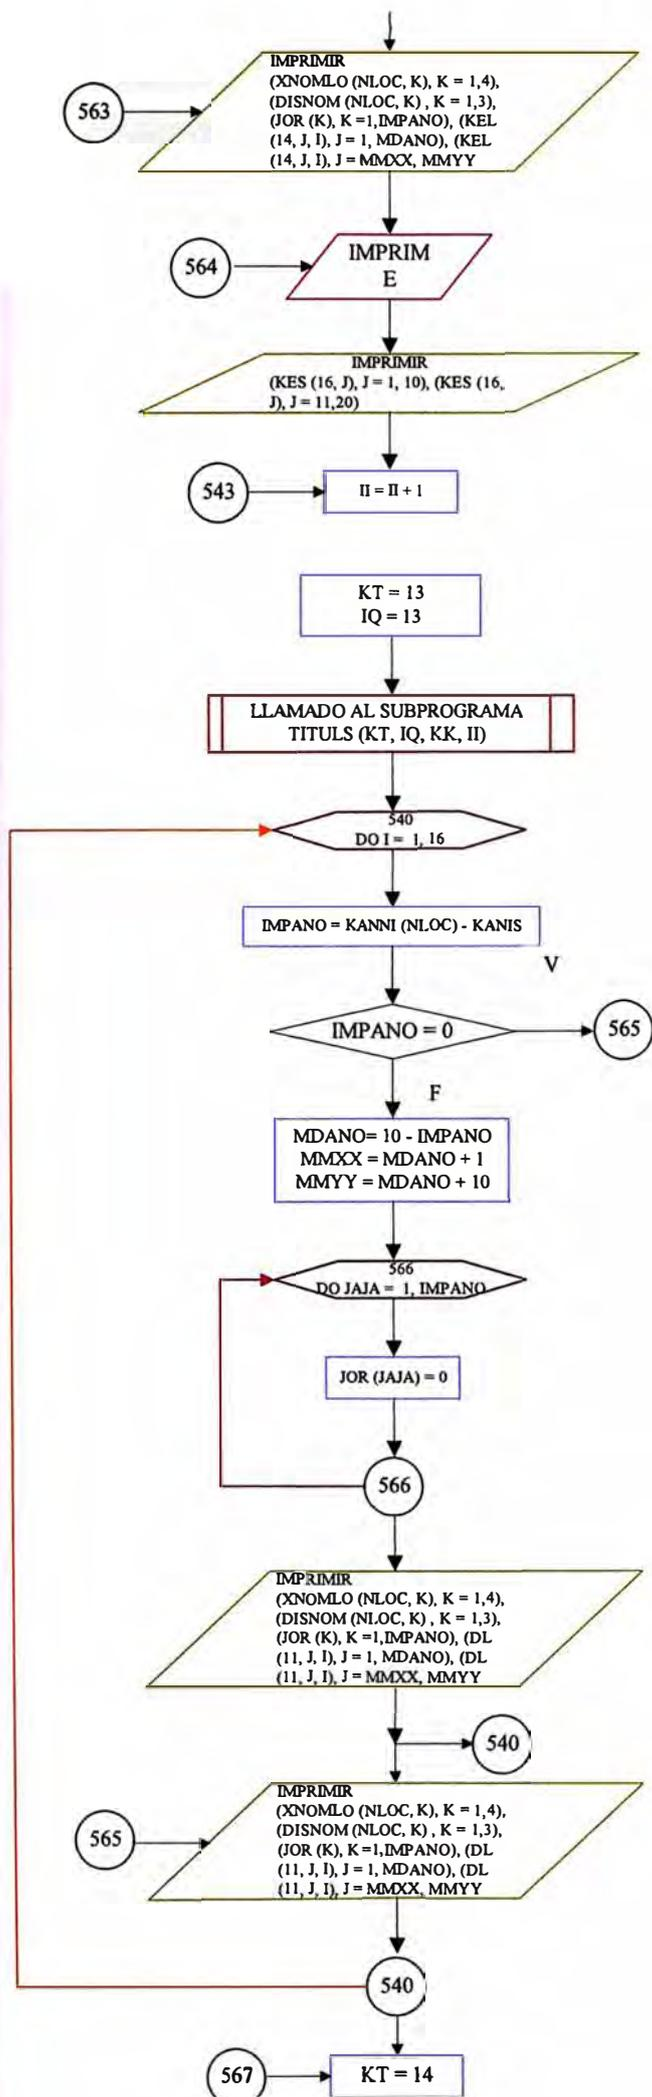 IMPRIMIR
(XNOMLO (NLOC, K), K = 1,4),
(DISNOM (NLOC, K) , K = 1,3),
(JOR (K), K =1,IMPANO), (KEL
(14, J, I), J = 1, MDANO), (KEL
(14, J, I), J = MMXX, MMYY
563
IMPRIM
E
564
IMPRIMIR
(KES (16, J), J = 1, 10), (KES (16,
J), J = 11,20)
543
II = II + 1
KT = 13
IQ = 13
LLAMADO AL SUBPROGRAMA
TITULS (KT, IQ, KK, II)
540
DO I = 1, 16
IMPANO = KANNI (NLOC) - KANIS
V
IMPANO = 0
565
F
MDANO= 10 - IMPANO
MMXX = MDANO + 1
MMYY = MDANO + 10
566
DO JAJA = 1, IMPANO
JOR (JAJA) = 0
566
IMPRIMIR
(XNOMLO (NLOC, K), K = 1,4),
(DISNOM (NLOC, K) , K = 1,3),
(JOR (K), K =1,IMPANO), (DL
(11, J, I), J = 1, MDANO), (DL
(11, J, I), J = MMXX, MMYY
540
IMPRIMIR
(XNOMLO (NLOC, K), K = 1,4),
(DISNOM (NLOC, K) , K = 1,3),
(JOR (K), K =1,IMPANO), (DL
(11, J, I), J = 1, MDANO), (DL
(11, J, I), J = MMXX, MMYY
565
540
567
KT = 14